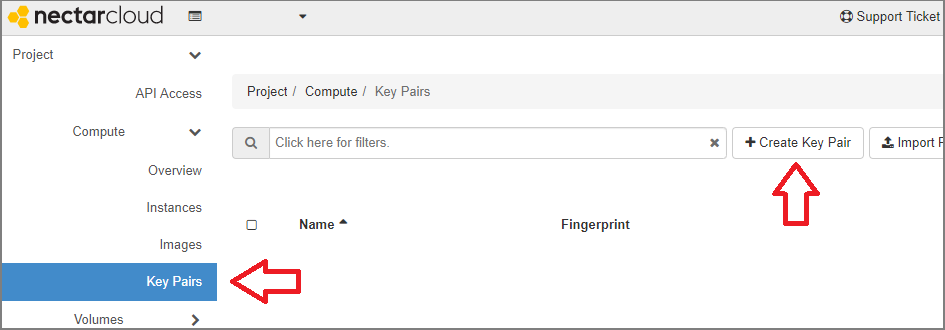 nectarcloud
Support Ticket
Project
API Access
Compute
Overview
Instances
Images
Key Pairs
Volumes
Project / Compute / Key Pairs
Click here for filters.
Create Key Pair
Import
Name
Fingerprint